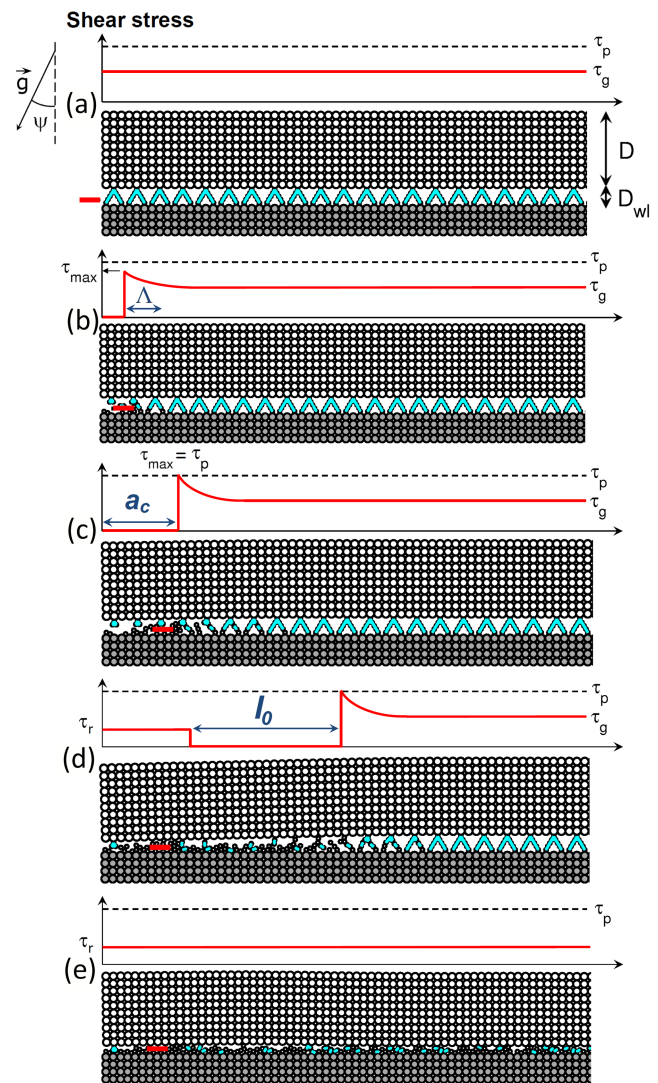 Shear stress
τp
g
τg
ψ
(a)
D
Dwl
τp
τmax
Λ
τg
(b)
τmax = τp
τp
ac
τg
(c)
τp
l0
τr
τg
(d)
τp
τr
(e)